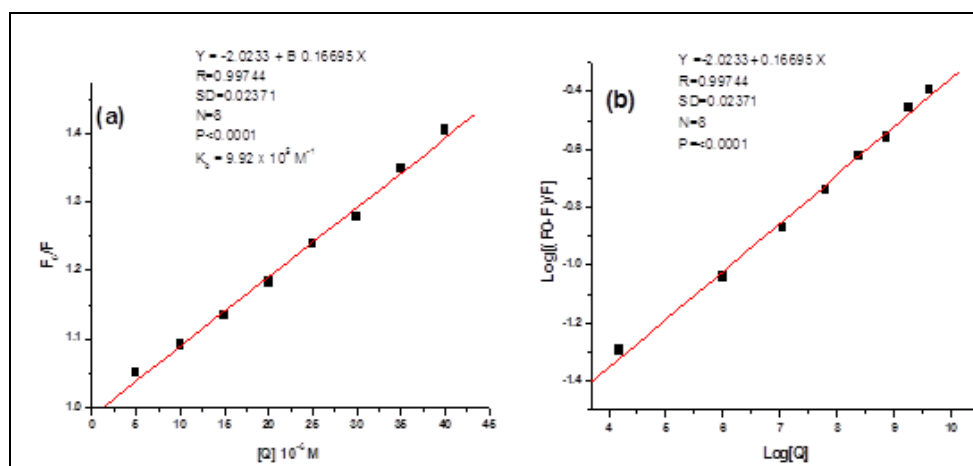 Y = -2.0233 + B 0.16695 X
R=0.99744
SD=0.02371
N=8
P<0.0001
(a)
1.4
1.3
1.2
1.1
1.0
F₀/F
0 5 10 15 20 25 30 35 40 45
M
Y =-2.0233+0.16695 X
R=0.99744
SD=0.02371
N=8
P=<0.0001
(b)
-0.4
-0.6
-0.8
-1.0
-1.2
-1.4
Log[( F0-F)/F]
4 5 6 7 8 9 10
Log[Q]